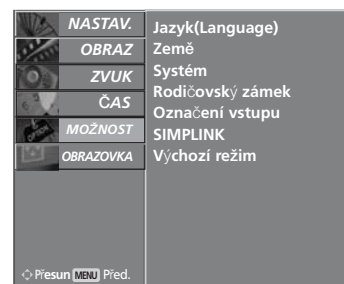 NASTAV.
OBRAZ
ZVUK
ČAS
MOŽNOST
OBRAZOVKA
Jazyk(Language)
Země
Systém
Rodičovský zámek
Označení vstupu
SIMPLINK
Výchozí režim
Přesun MENU Před.